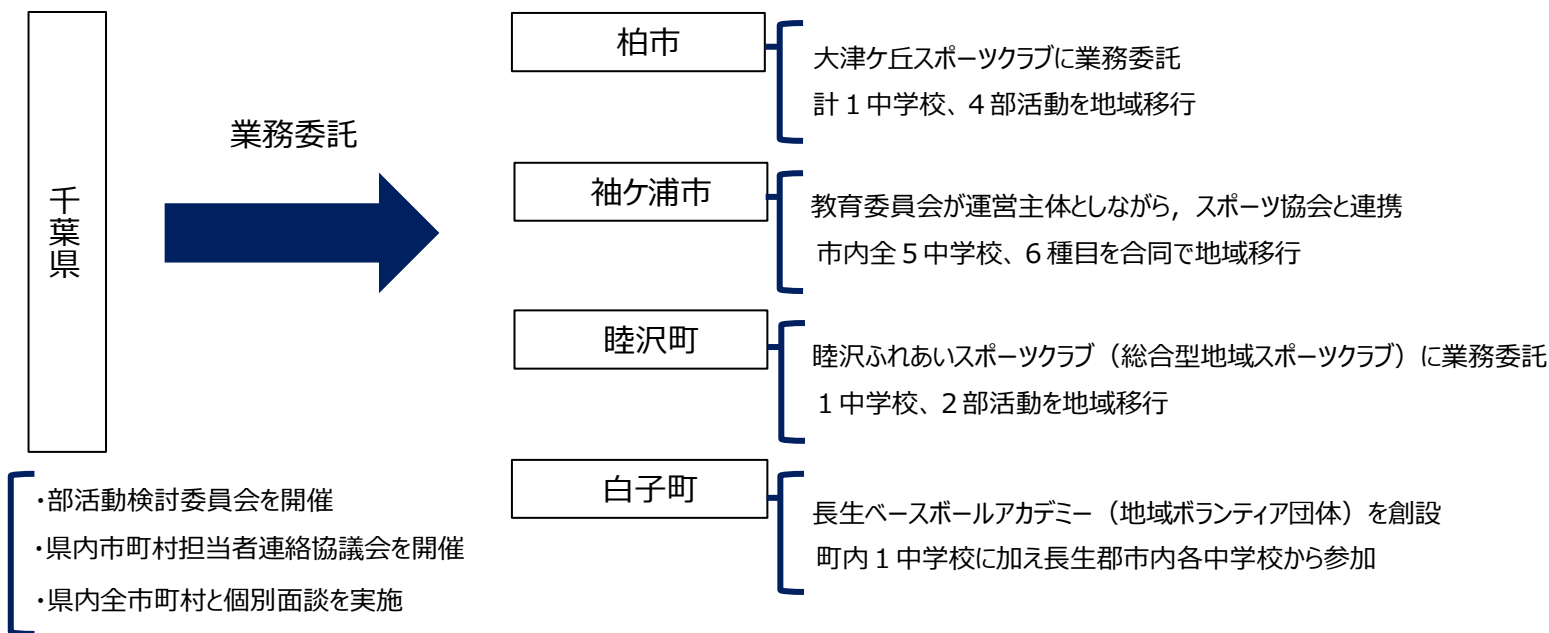 千葉県
・部活動検討委員会を開催
・県内市町村担当者連絡協議会を開催
・県内全市町村と個別面談を実施
業務委託
柏市
大津ケ丘スポーツクラブに業務委託
計１中学校、４部活動を地域移行
袖ケ浦市
教育委員会が運営主体としながら，スポーツ協会と連携
市内全５中学校、６種目を合同で地域移行
睦沢町
睦沢ふれあいスポーツクラブ（総合型地域スポーツクラブ）に業務委託
１中学校、２部活動を地域移行
白子町
長生ベースボールアカデミー（地域ボランティア団体）を創設
町内１中学校に加え長生郡市内各中学校から参加